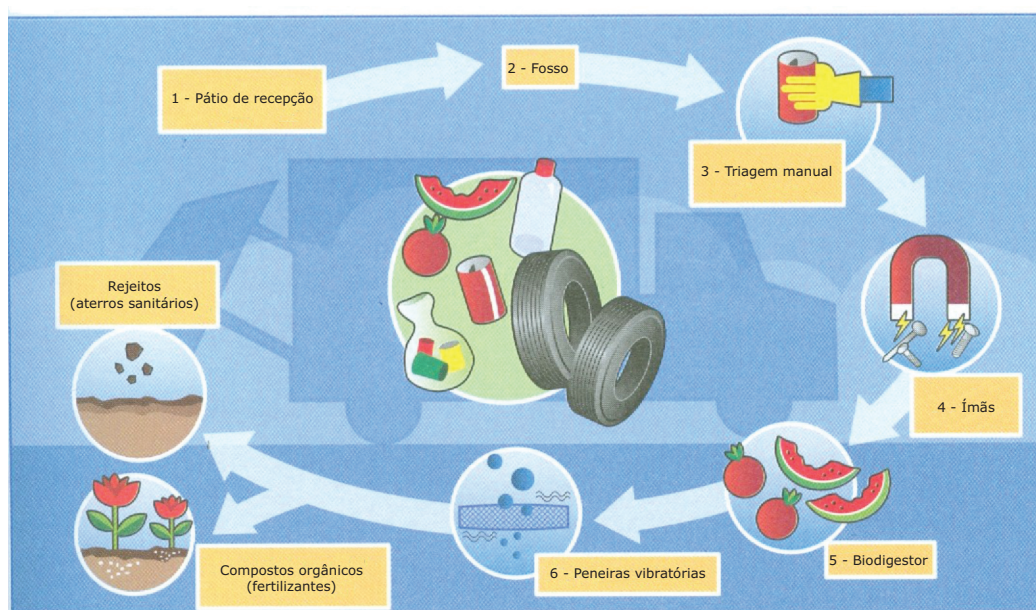 1 - Pátio de recepção
2 - Fosso
3 - Triagem manual
4 - Ímãs
5 - Biodigestor
6 - Peneiras vibratórias
Rejeitos
(aterros sanitários)
Compostos orgânicos
(fertilizantes)